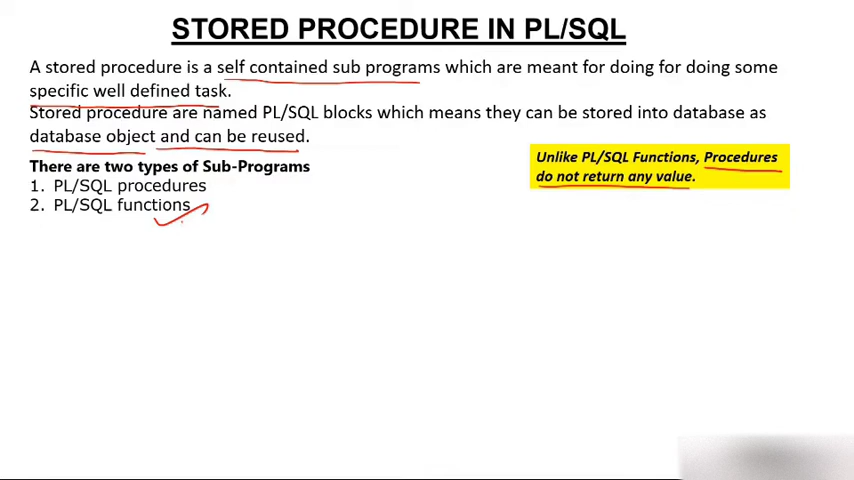 STORED PROCEDURE IN PL/SQL
A stored procedure is a self contained sub programs which are meant for doing for doing some
specific well defined task.
Stored procedure are named PL/SQL blocks which means they can be stored into database as
database object and can be reused.
There are two types of Sub-Programs
1. PL/SQL procedures
2. PL/SQL functions
Unlike PL/SQL Functions, Procedures
do not return any value.